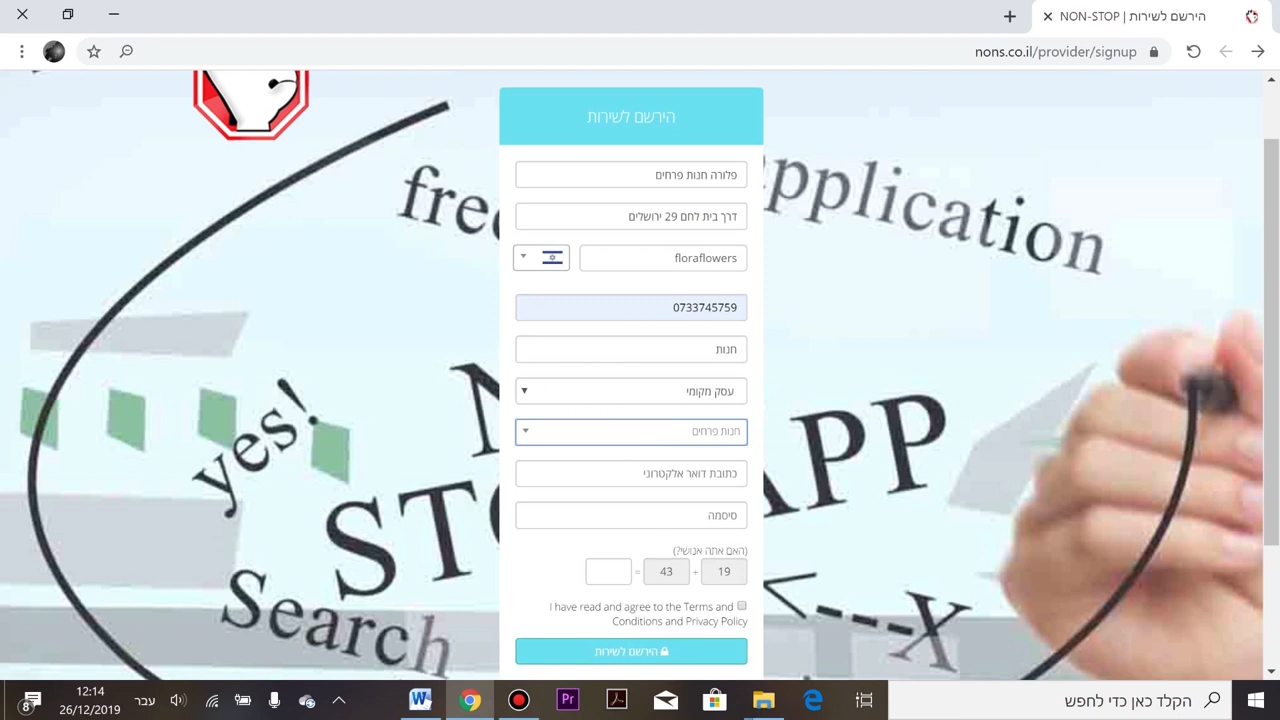 הירשם לשירות | NON-STOP
nons.co.il/provider/signup
free application
yes!
Search
APP
<---X
הירשם לשירות
פלורה חנות פרחים
דרך בית לחם 29 ירושלים
floraflowers
0733745759
חנות
עסק מקומי
חנות פרחים
כתובת דואר אלקטרוני
סיסמה
(האם אתה אנושי?)
19 + 43 =
I have read and agree to the Terms and
Conditions and Privacy Policy
הירשם לשירות
הקלד כאן כדי לחפש
עבר
12:14
26/12/2019
8